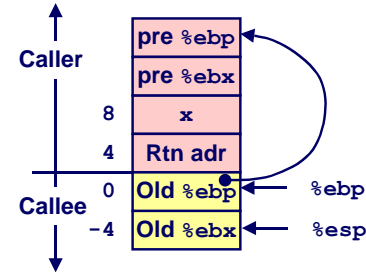 pre %ebp
Caller
pre %ebx
8 x
4 Rtn adr
0 Old %ebp %ebp
Callee
-4 Old %ebx %esp